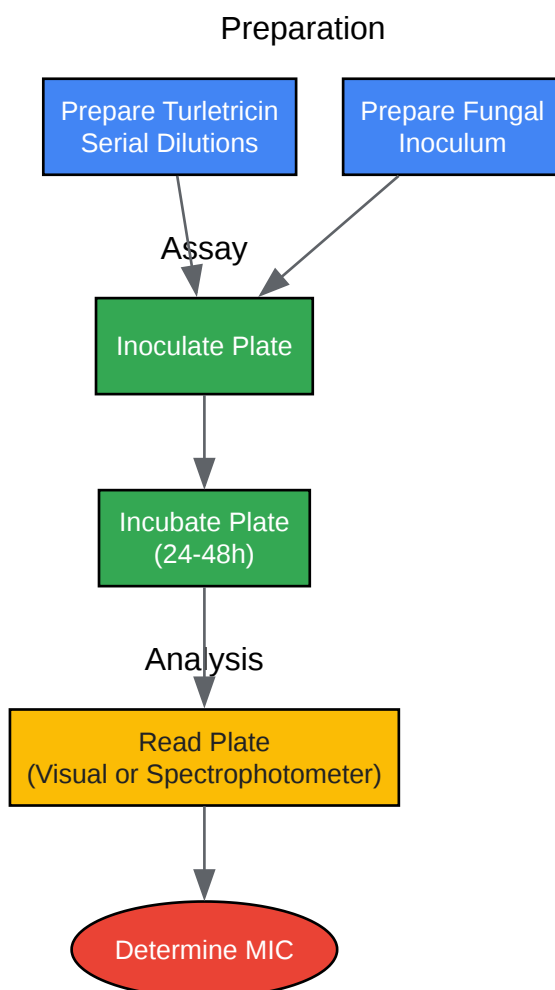 Preparation
Prepare Turletricin
Serial Dilutions
Prepare Fungal
Inoculum
Assay
Inoculate Plate
Incubate Plate
(24-48h)
Analysis
Read Plate
(Visual or Spectrophotometer)
Determine MIC